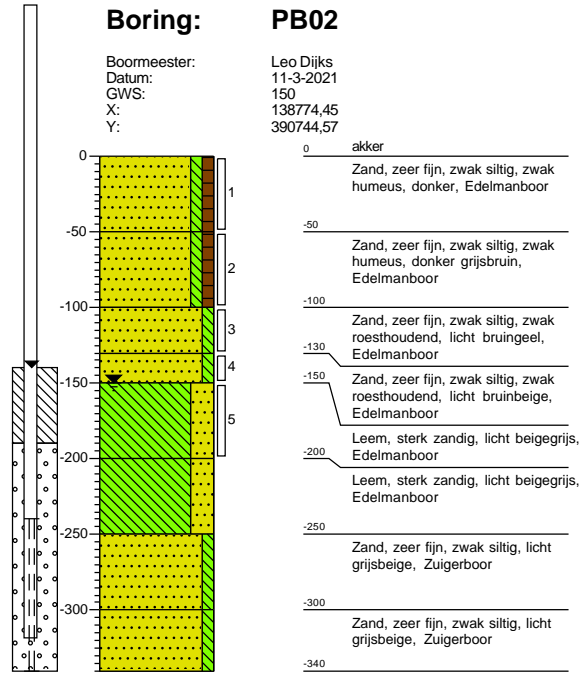 Boring: PB02
Boormeester: Leo Dijks
Datum: 11-3-2021
GWS: 150
X: 138774,45
Y: 390744,57
0
-50
-100
-150
-200
-250
-300
1
2
3
4
5
0 akker
Zand, zeer fijn, zwak siltig, zwak
humeus, donker, Edelmanboor
-50
Zand, zeer fijn, zwak siltig, zwak
humeus, donker grijsbruin,
Edelmanboor
-100
Zand, zeer fijn, zwak siltig, zwak
roesthoudend, licht bruingeel,
Edelmanboor
-130
Zand, zeer fijn, zwak siltig, zwak
roesthoudend, licht bruinbeige,
Edelmanboor
-150
Leem, sterk zandig, licht beigegrijs,
Edelmanboor
-200
Leem, sterk zandig, licht beigegrijs,
Edelmanboor
-250
Zand, zeer fijn, zwak siltig, licht
grijsbeige, Zuigerboor
-300
Zand, zeer fijn, zwak siltig, licht
grijsbeige, Zuigerboor
-340